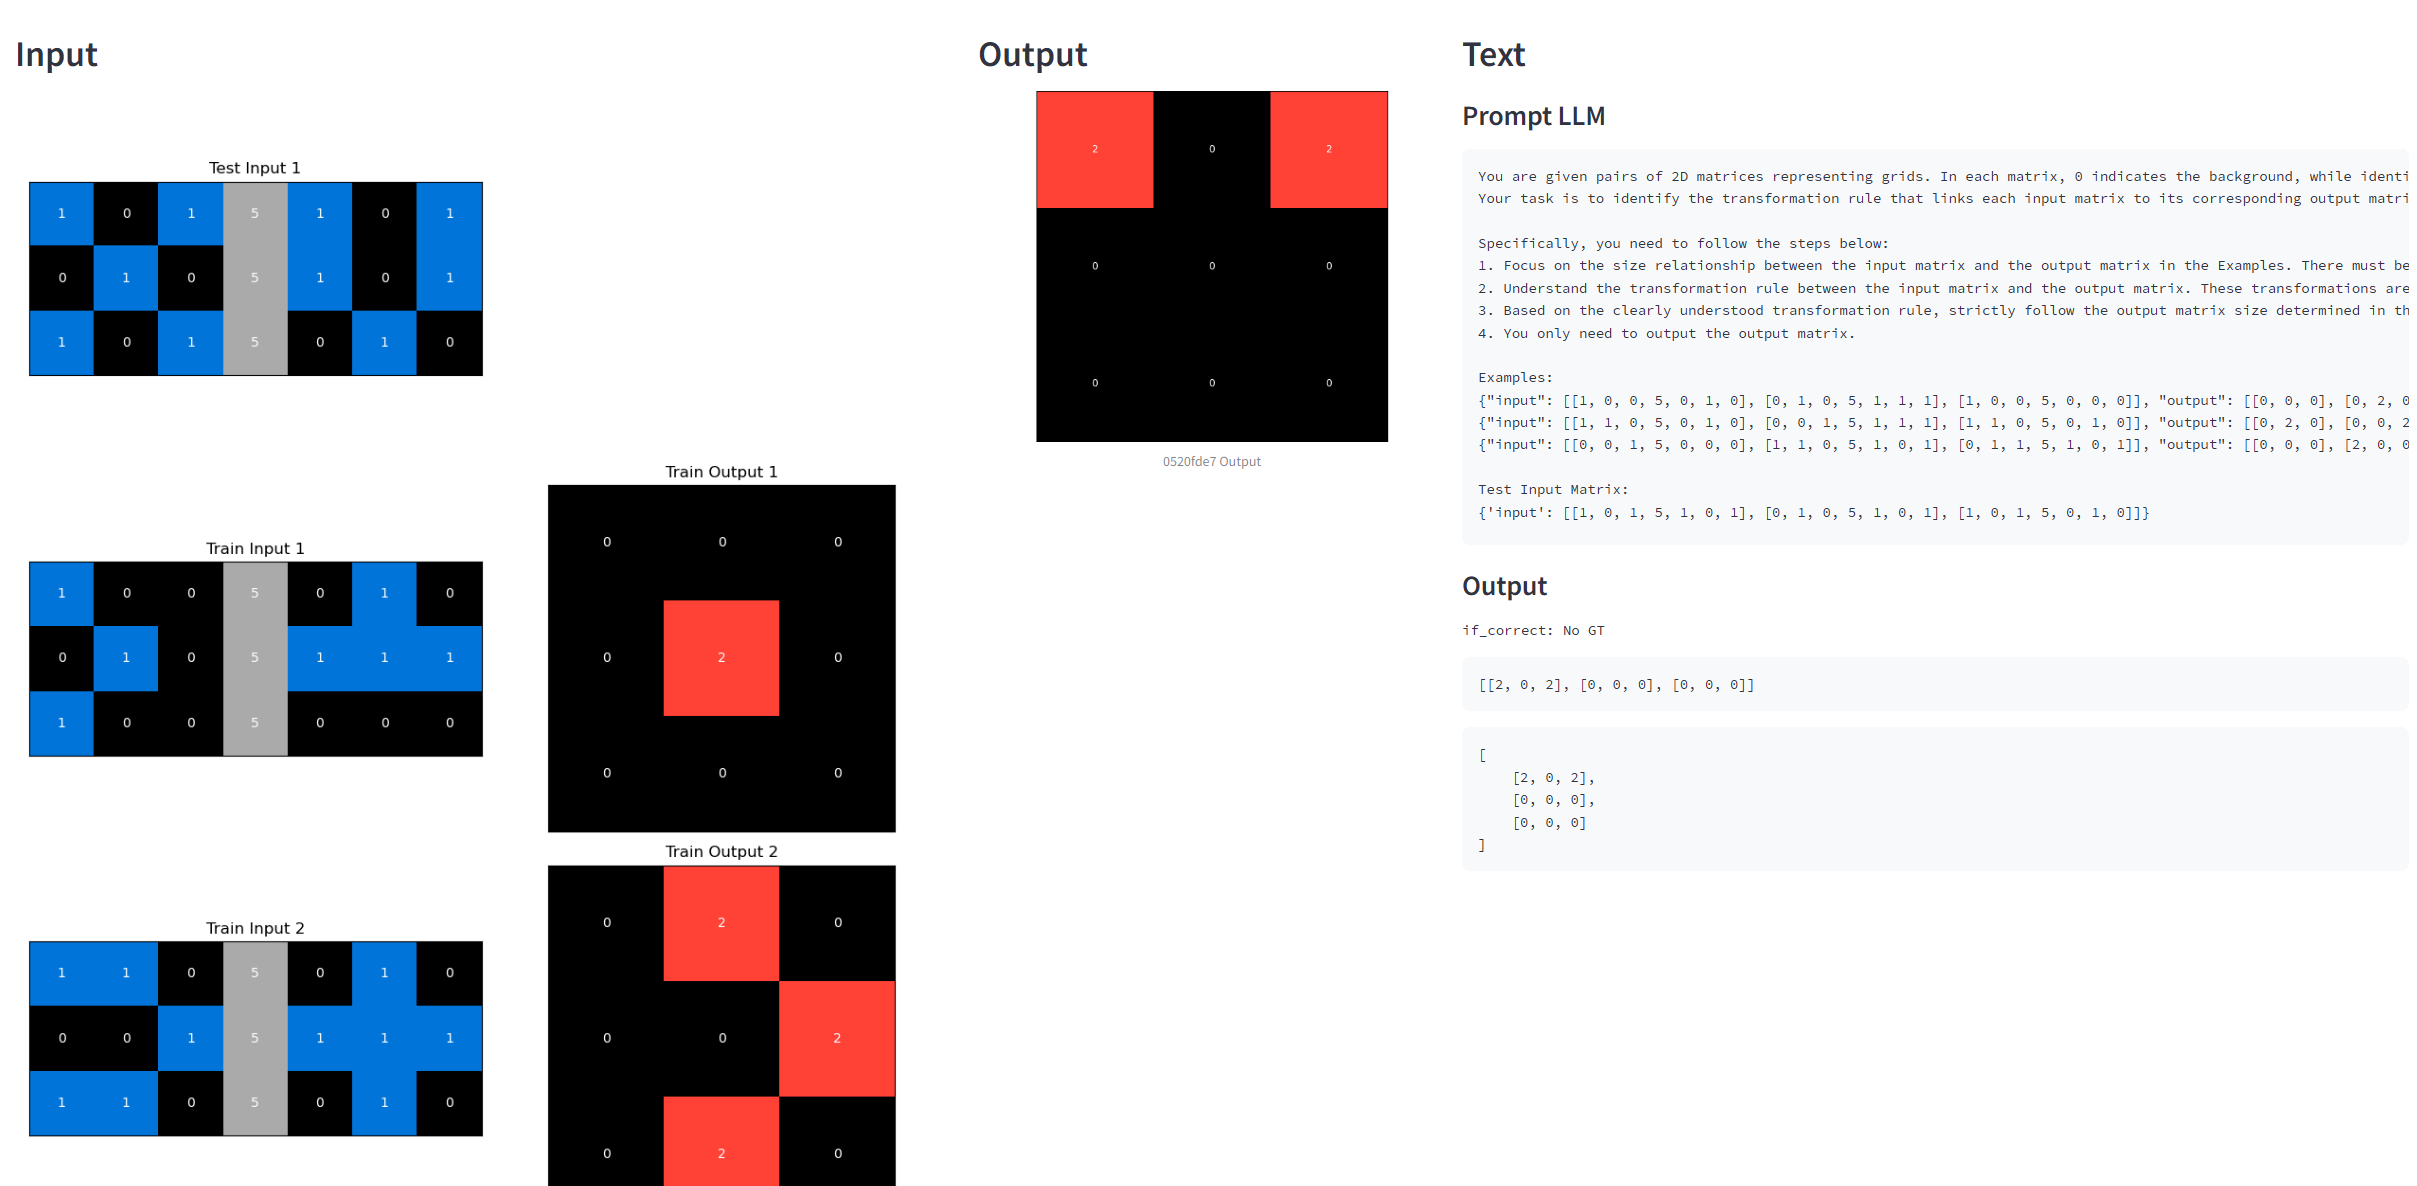 Input
Test Input 1
1 0 1 5 1 0 1
0 1 0 5 1 0 1
1 0 1 5 0 1 0
Train Input 1
1 0 0 5 0 1 0
0 1 0 5 1 1 1
1 0 0 5 0 0 0
Train Output 1
0 0 0
0 2 0
0 0 0
Train Input 2
1 1 0 5 0 1 0
0 0 1 5 1 1 1
1 1 0 5 0 1 0
Train Output 2
0 2 0
0 0 2
0 2 0
Output
2 0 2
0 0 0
0 0 0
0520fde7 Output
Text
Prompt LLM
You are given pairs of 2D matrices representing grids. In each matrix, 0 indicates the background, while identi
Your task is to identify the transformation rule that links each input matrix to its corresponding output matri
Specifically, you need to follow the steps below:
1. Focus on the size relationship between the input matrix and the output matrix in the Examples. There must be
2. Understand the transformation rule between the input matrix and the output matrix. These transformations are
3. Based on the clearly understood transformation rule, strictly follow the output matrix size determined in th
4. You only need to output the output matrix.
Examples:
{"input": [[1, 0, 0, 5, 0, 1, 0], [0, 1, 0, 5, 1, 1, 1], [1, 0, 0, 5, 0, 0, 0]], "output": [[0, 0, 0], [0, 2, 0
{"input": [[1, 1, 0, 5, 0, 1, 0], [0, 0, 1, 5, 1, 1, 1], [1, 1, 0, 5, 0, 1, 0]], "output": [[0, 2, 0], [0, 0, 2
{"input": [[0, 0, 1, 5, 0, 0, 0], [1, 1, 0, 5, 1, 0, 1], [0, 1, 1, 5, 1, 0, 1]], "output": [[0, 0, 0], [2, 0, 0
Test Input Matrix:
{'input': [[1, 0, 1, 5, 1, 0, 1], [0, 1, 0, 5, 1, 0, 1], [1, 0, 1, 5, 0, 1, 0]]}
Output
if_correct: No GT
[[2, 0, 2], [0, 0, 0], [0, 0, 0]]
[
[2, 0, 2],
[0, 0, 0],
[0, 0, 0]
]